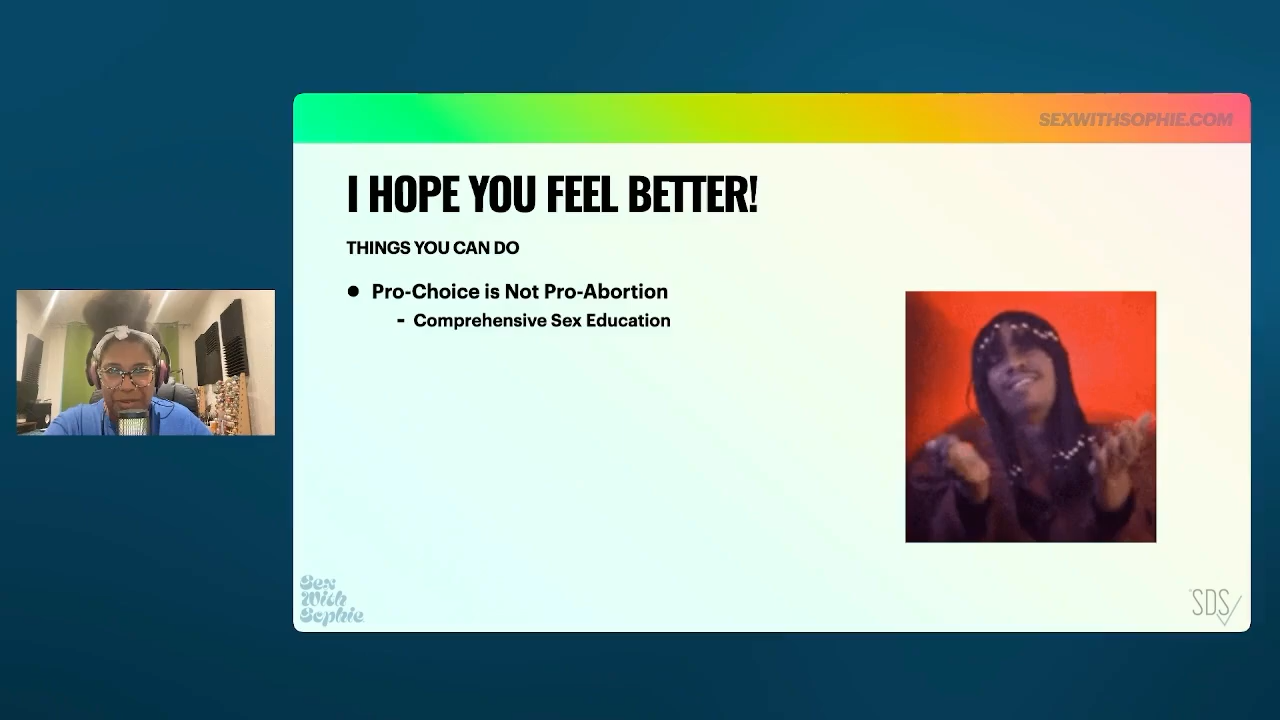 SEXWITHSOPHIE.COM
I HOPE YOU FEEL BETTER!
THINGS YOU CAN DO
● Pro-Choice is Not Pro-Abortion
- Comprehensive Sex Education
Sex
With
Sophie
SDS